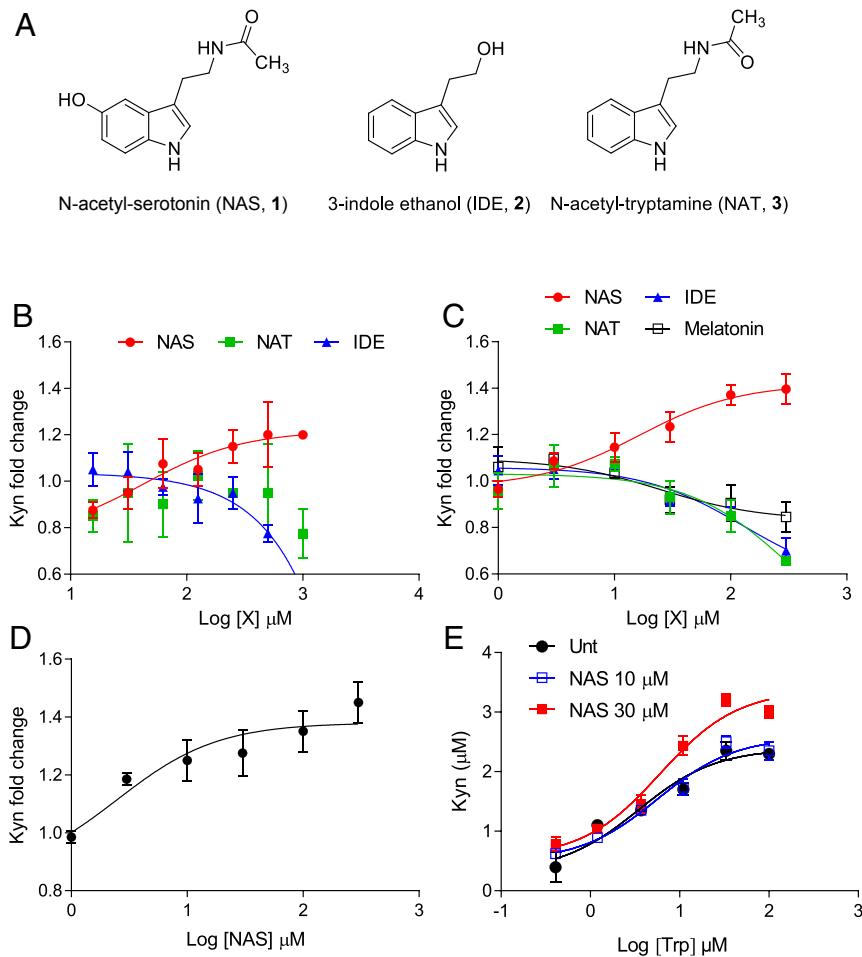 A
HO
NH
O
CH₃
N
H
OH
N
H
NH
CH₃
O
N
H
N-acetyl-serotonin (NAS, 1)
3-indole ethanol (IDE, 2)
N-acetyl-tryptamine (NAT, 3)
B
NAS
NAT
IDE
Kyn fold change
1.6
1.4
1.2
1.0
0.8
0.6
1
2
3
4
Log [X] μM
C
NAS
IDE
NAT
Melatonin
Kyn fold change
1.6
1.4
1.2
1.0
0.8
0.6
0
1
2
3
Log [X] μM
D
Kyn fold change
1.6
1.4
1.2
1.0
0.8
0
1
2
3
Log [NAS] μM
E
Unt
NAS 10 μM
NAS 30 μM
Kyn (μM)
4
3
2
1
0
-1
0
1
2
3
Log [Trp] μM